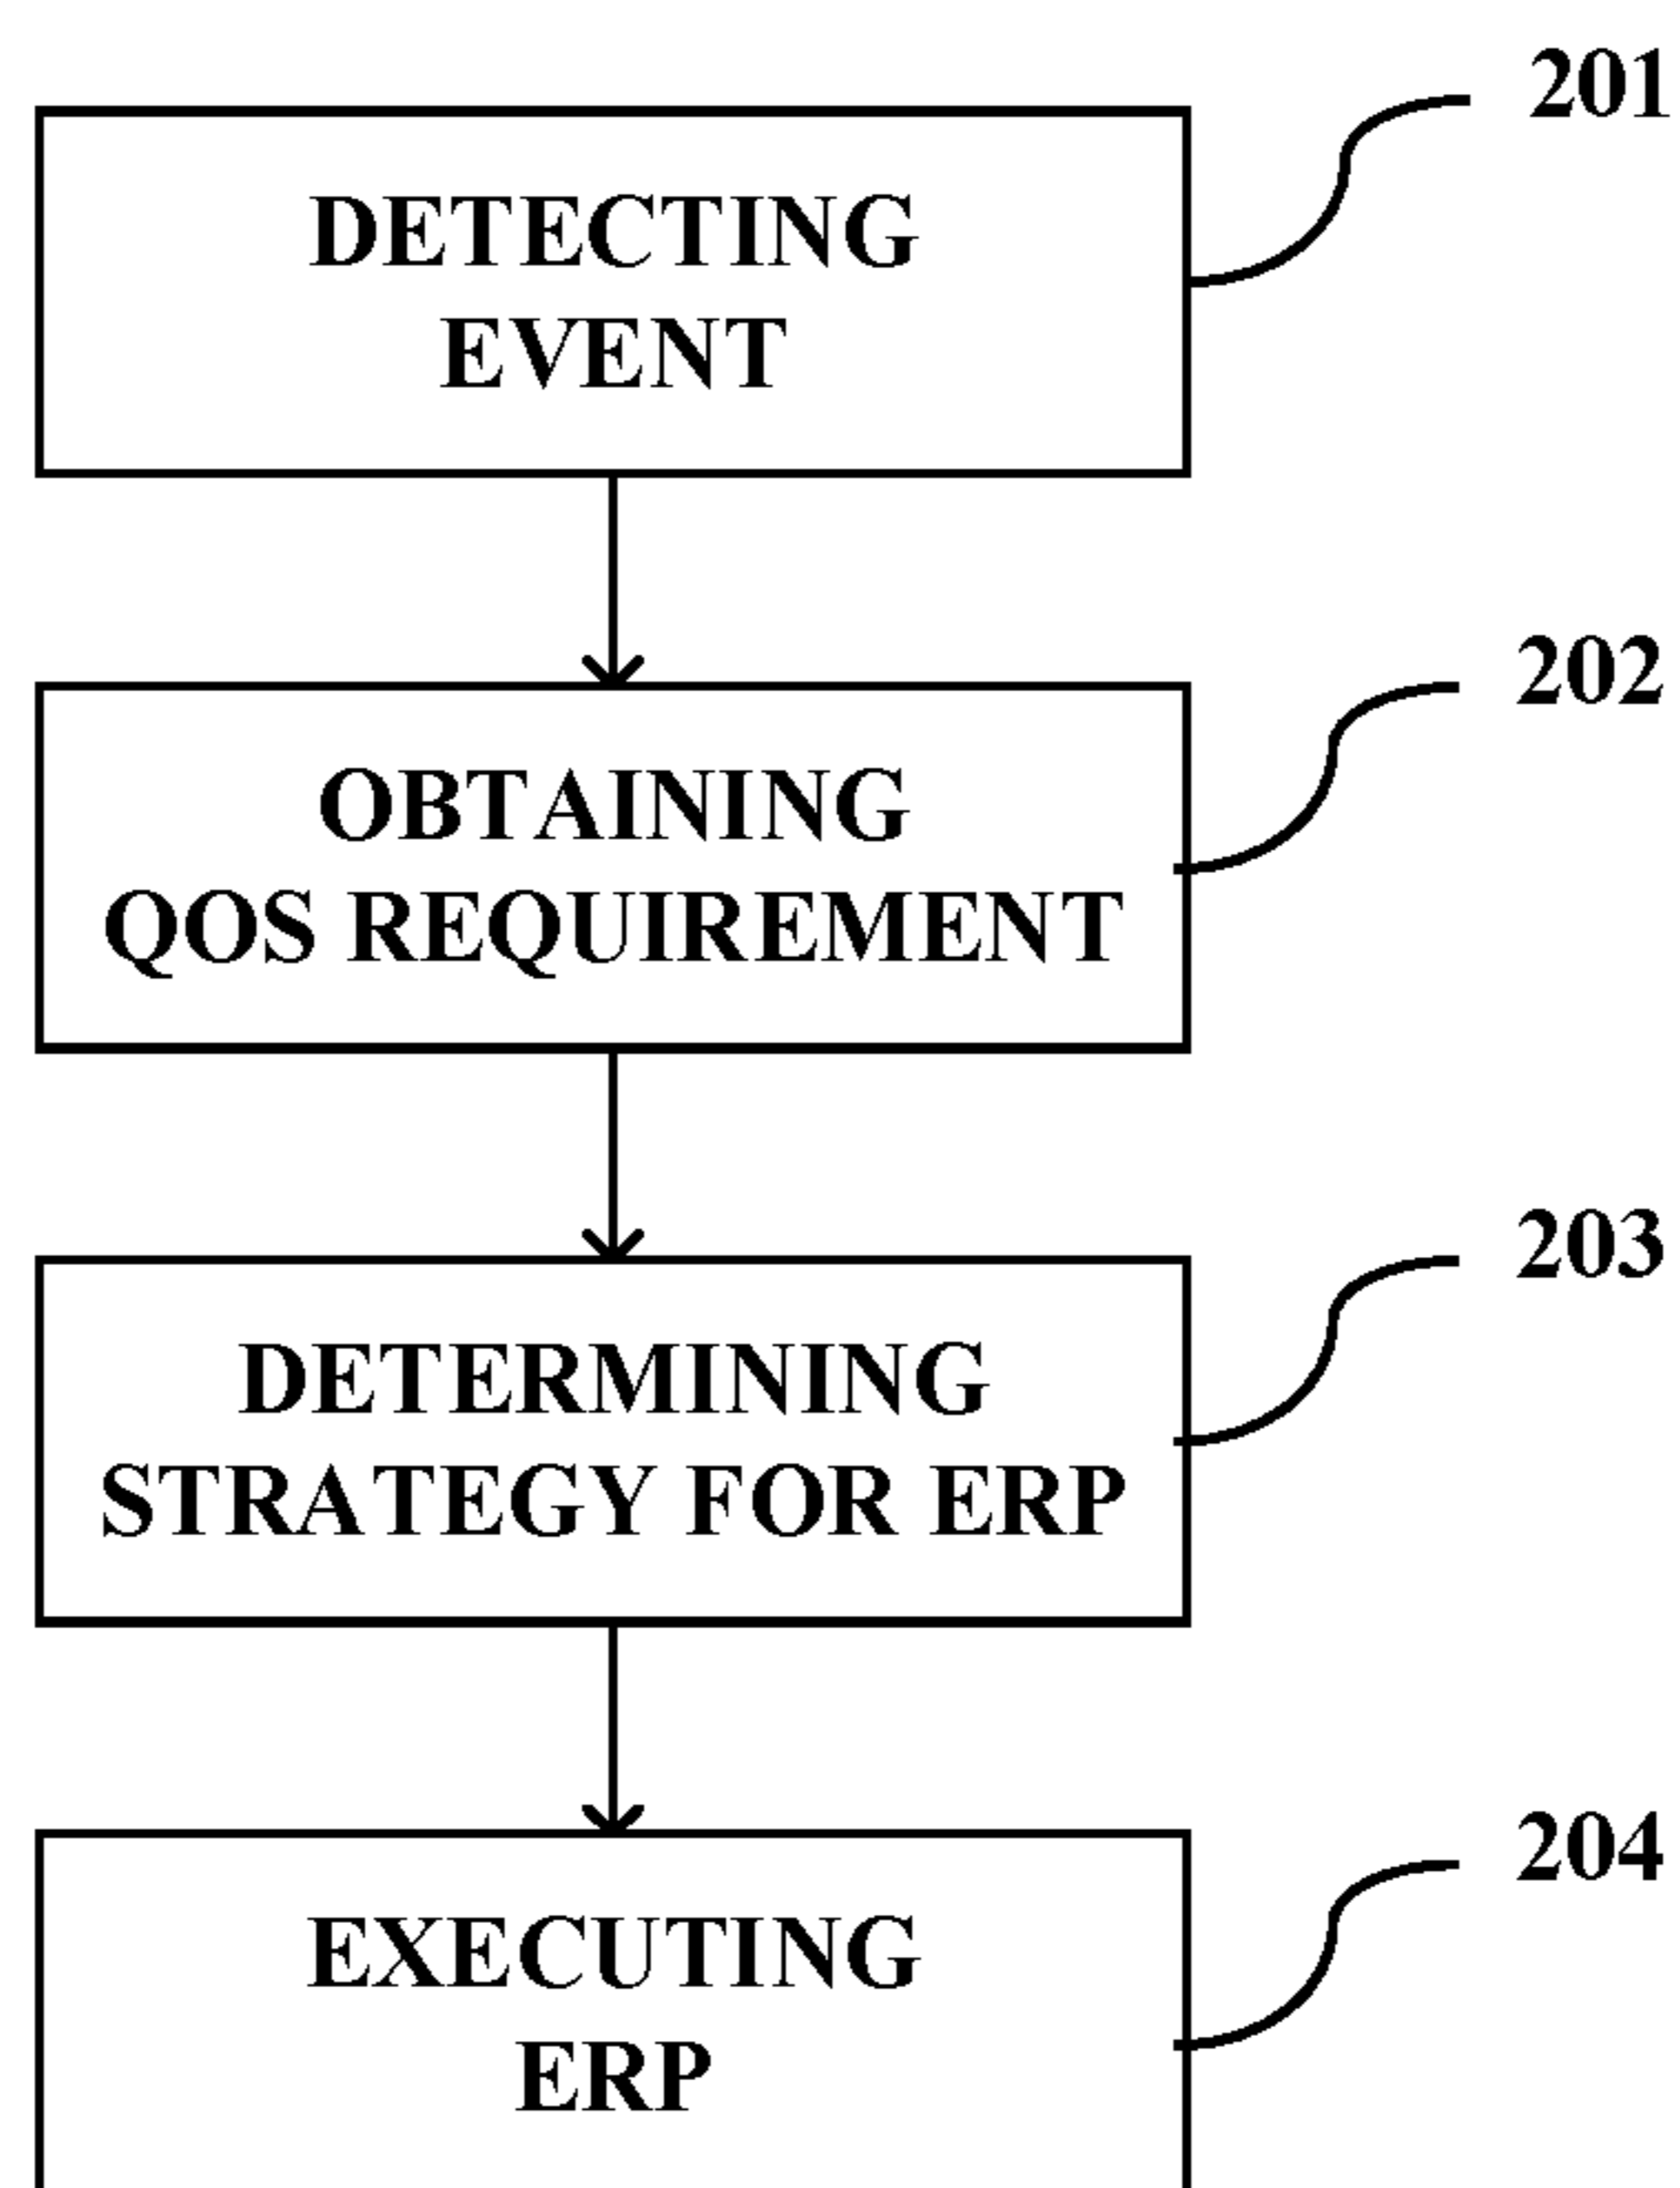 201
DETECTING
EVENT
202
OBTAINING
QOS REQUIREMENT
203
DETERMINING
STRATEGY FOR ERP
204
EXECUTING
ERP